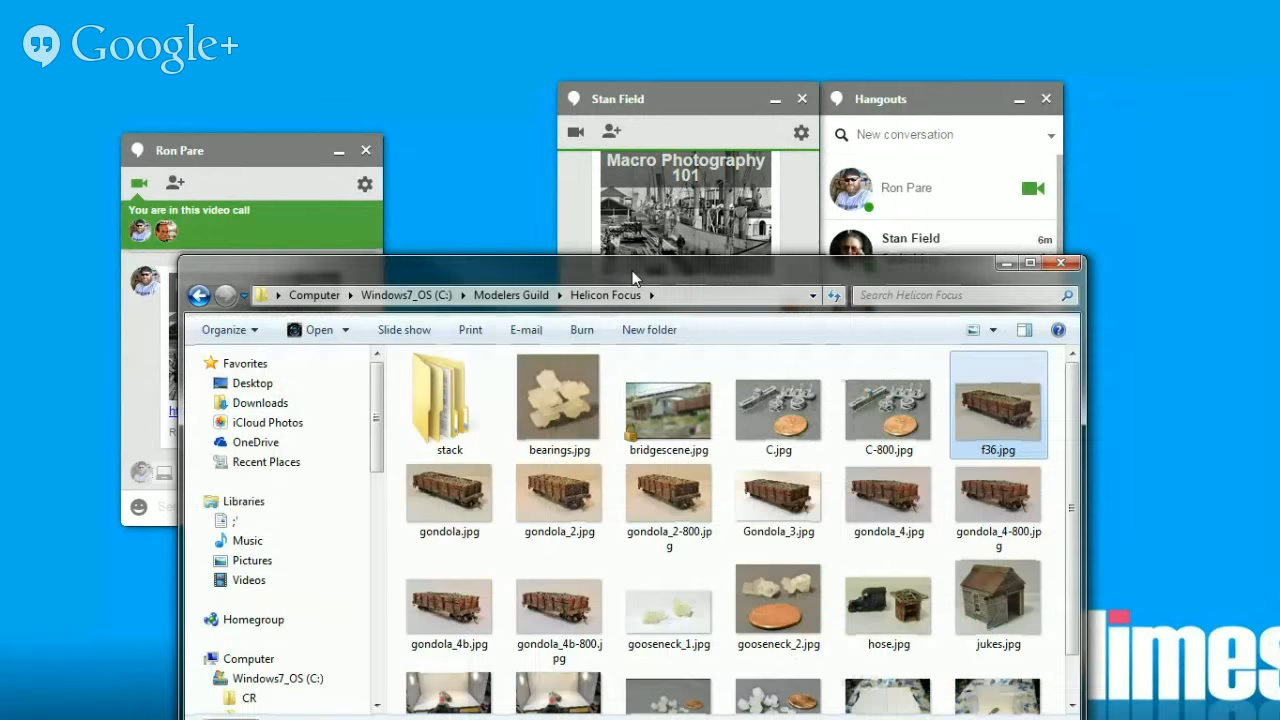 Google+
Stan Field
Hangouts
New conversation
Ron Pare
You are in this video call
Macro Photography
101
Ron Pare
Stan Field
6m
Computer
Windows7_OS (C:)
Modelers Guild
Helicon Focus
Search Helicon Focus
Organize
Open
Slide show
Print
E-mail
Burn
New folder
Favorites
Desktop
Downloads
iCloud Photos
OneDrive
Recent Places
Libraries
;'
Music
Pictures
Videos
Homegroup
Computer
Windows7_OS (C:)
CR
stack
bearings.jpg
bridgescene.jpg
C.jpg
C-800.jpg
f36.jpg
gondola.jpg
gondola_2.jpg
gondola_2-800.jp
g
Gondola_3.jpg
gondola_4.jpg
gondola_4-800.jp
g
gondola_4b.jpg
gondola_4b-800.j
pg
gooseneck_1.jpg
gooseneck_2.jpg
hose.jpg
jukes.jpg
limes